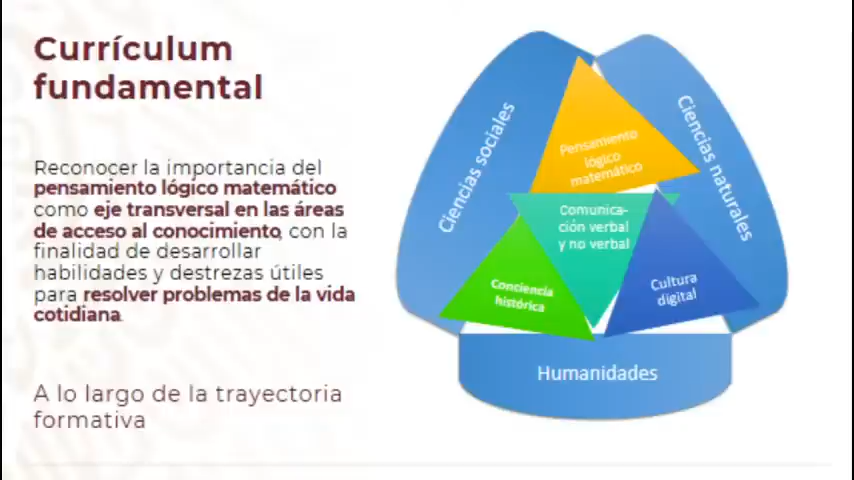 Currículum
fundamental
Reconocer la importancia del
pensamiento lógico matemático
como eje transversal en las áreas
de acceso al conocimiento, con la
finalidad de desarrollar
habilidades y destrezas útiles
para resolver problemas de la vida
cotidiana.
A lo largo de la trayectoria
formativa
Ciencias sociales
Ciencias naturales
Pensamiento
lógico
matemático
Comunica-
ción verbal
y no verbal
Conciencia
histórica
Cultura
digital
Humanidades